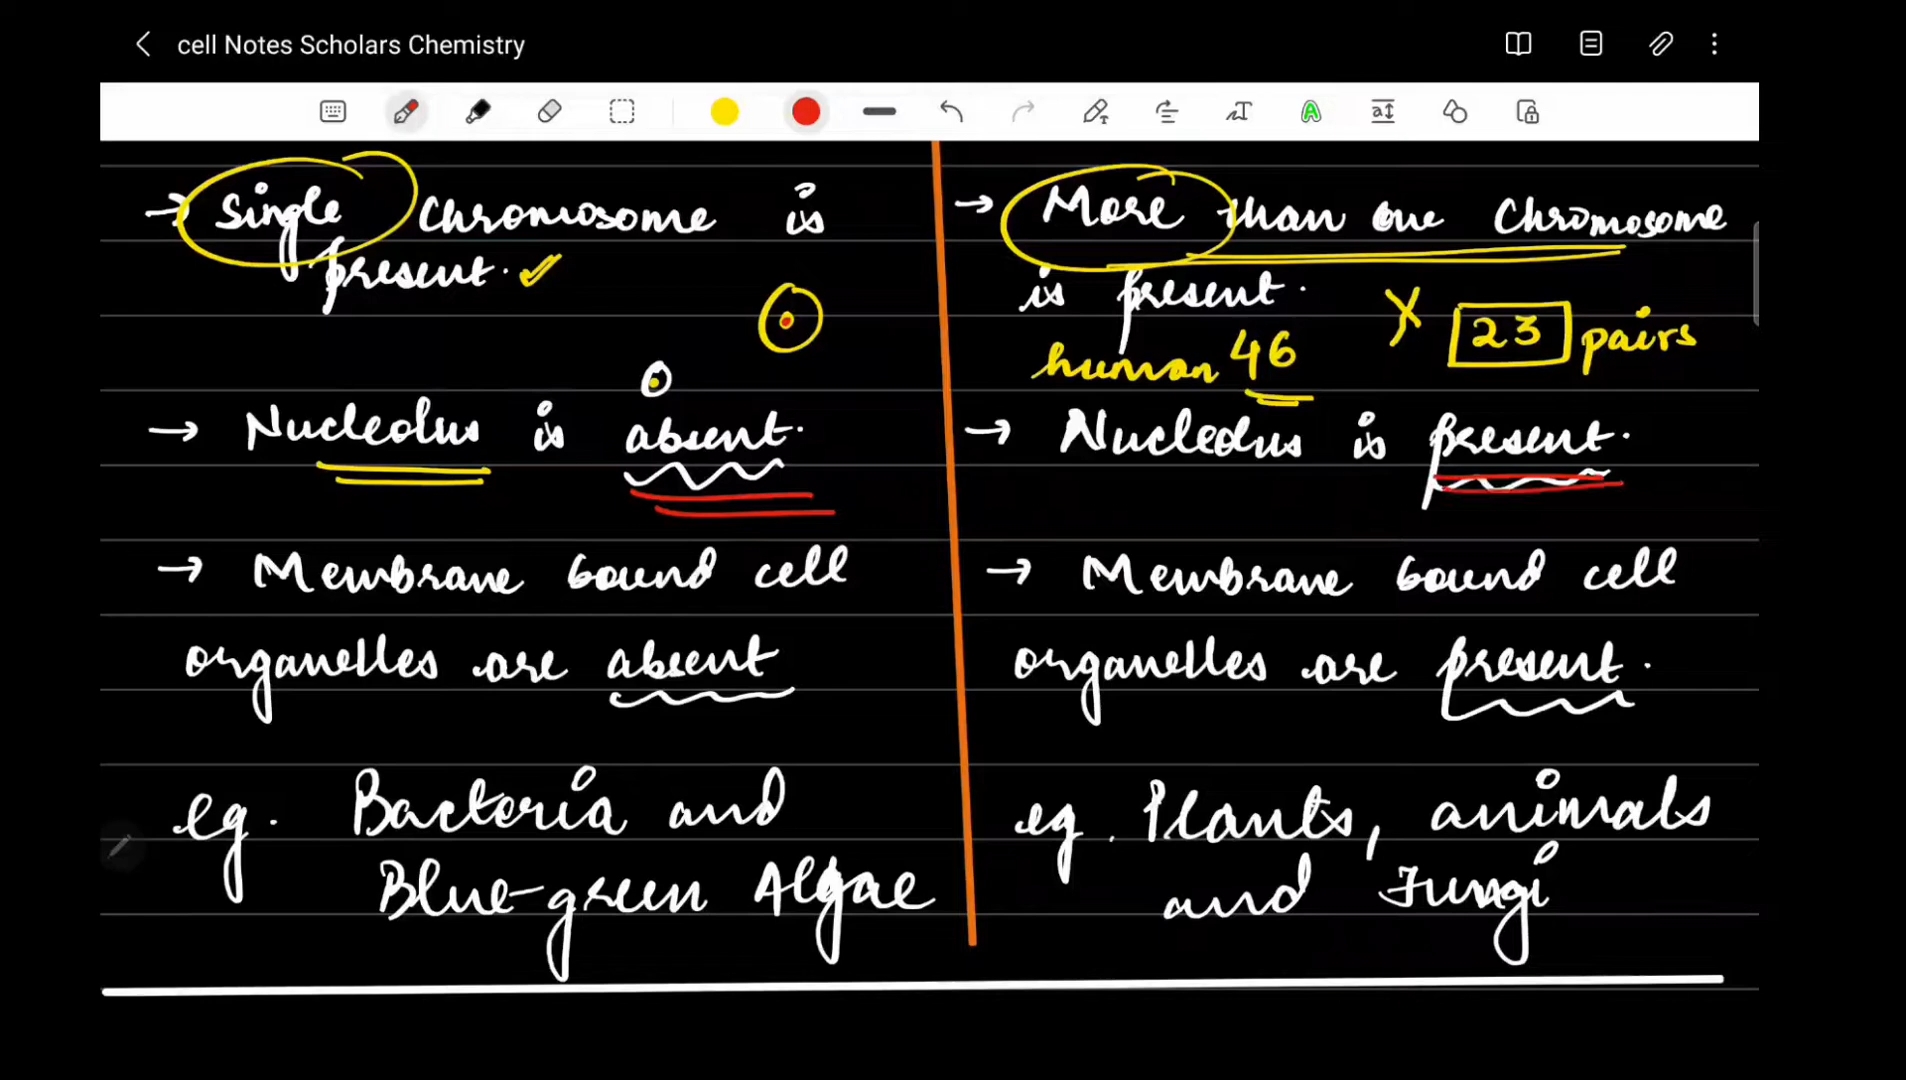 cell Notes Scholars Chemistry
→ Single Chromosome is
present.
→ Nucleolus is absent.
→ Membrane bound cell
organelles are absent
eg. Bacteria and
Blue-green Algae
→ More than one Chromosome
is present.
human 46 X 23 pairs
→ Nucleolus is present.
→ Membrane bound cell
organelles are present.
eg. Plants, animals
and Fungi